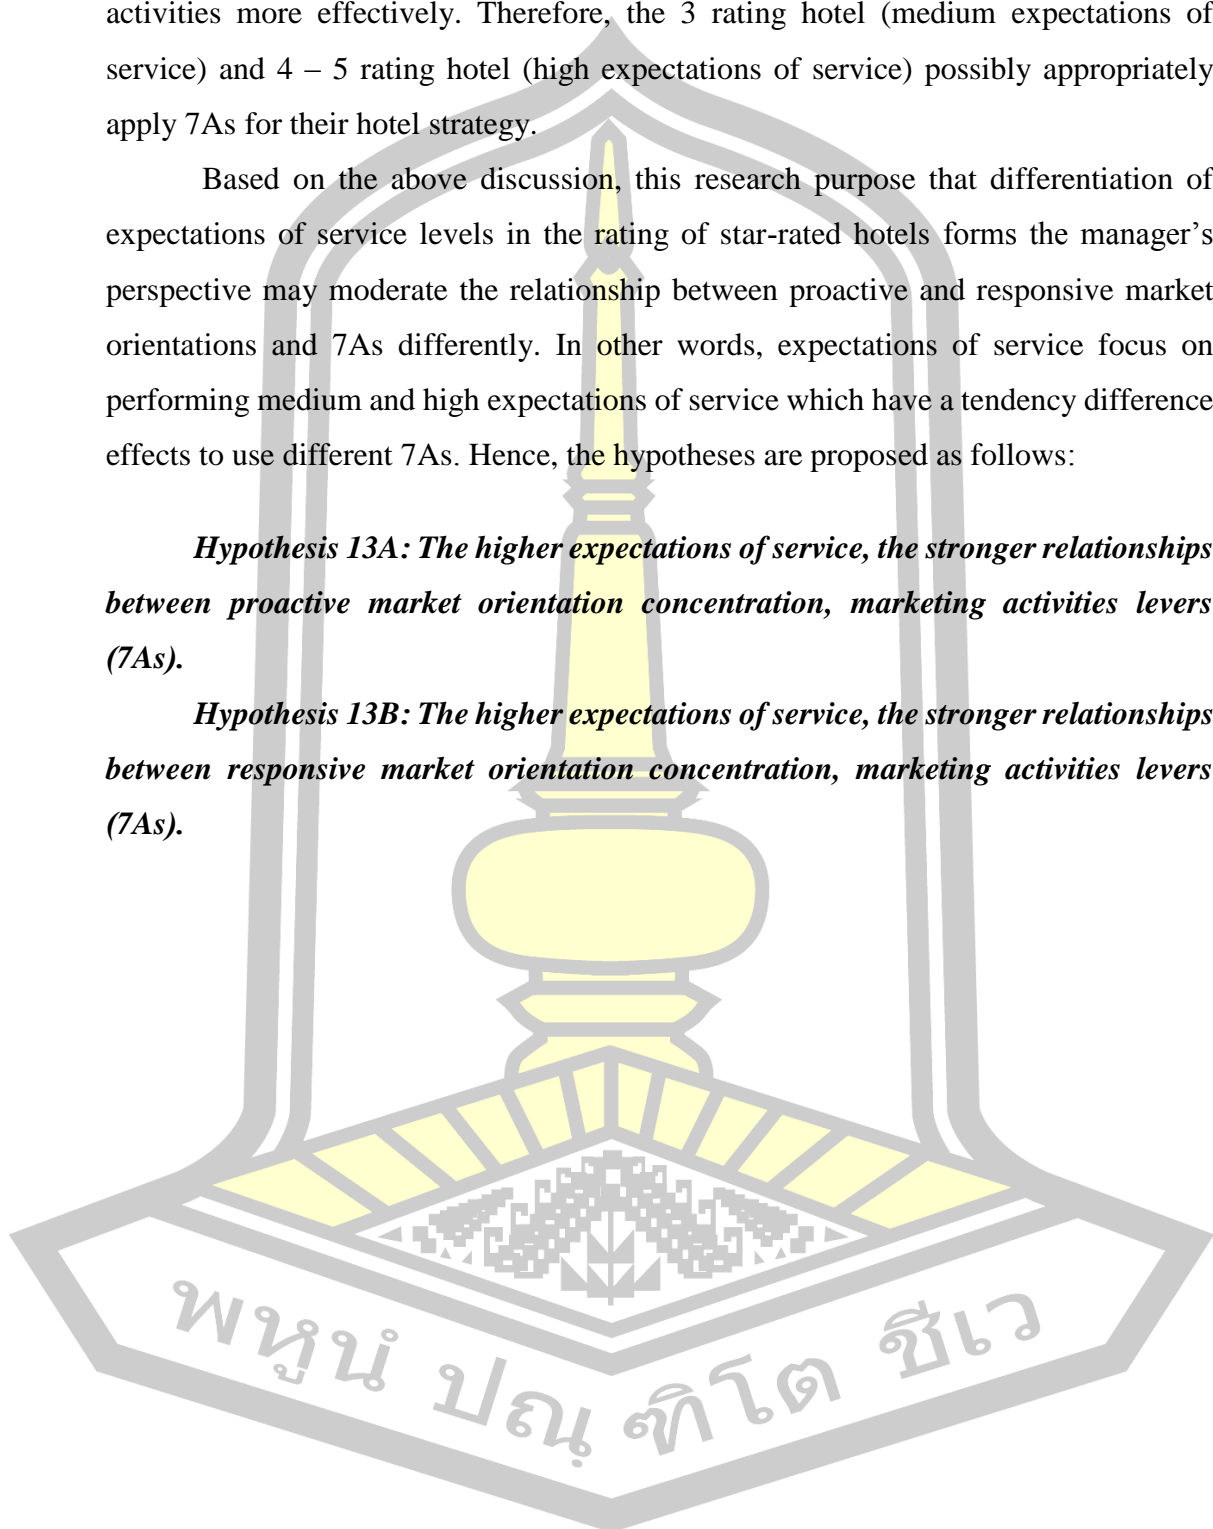 activities more effectively. Therefore, the 3 rating hotel (medium expectations of
service) and 4 – 5 rating hotel (high expectations of service) possibly appropriately
apply 7As for their hotel strategy.
Based on the above discussion, this research purpose that differentiation of
expectations of service levels in the rating of star-rated hotels forms the manager’s
perspective may moderate the relationship between proactive and responsive market
orientations and 7As differently. In other words, expectations of service focus on
performing medium and high expectations of service which have a tendency difference
effects to use different 7As. Hence, the hypotheses are proposed as follows:
Hypothesis 13A: The higher expectations of service, the stronger relationships
between proactive market orientation concentration, marketing activities levers
(7As).
Hypothesis 13B: The higher expectations of service, the stronger relationships
between responsive market orientation concentration, marketing activities levers
(7As).
พหูนํ ปณฺฑิโต ชีเว